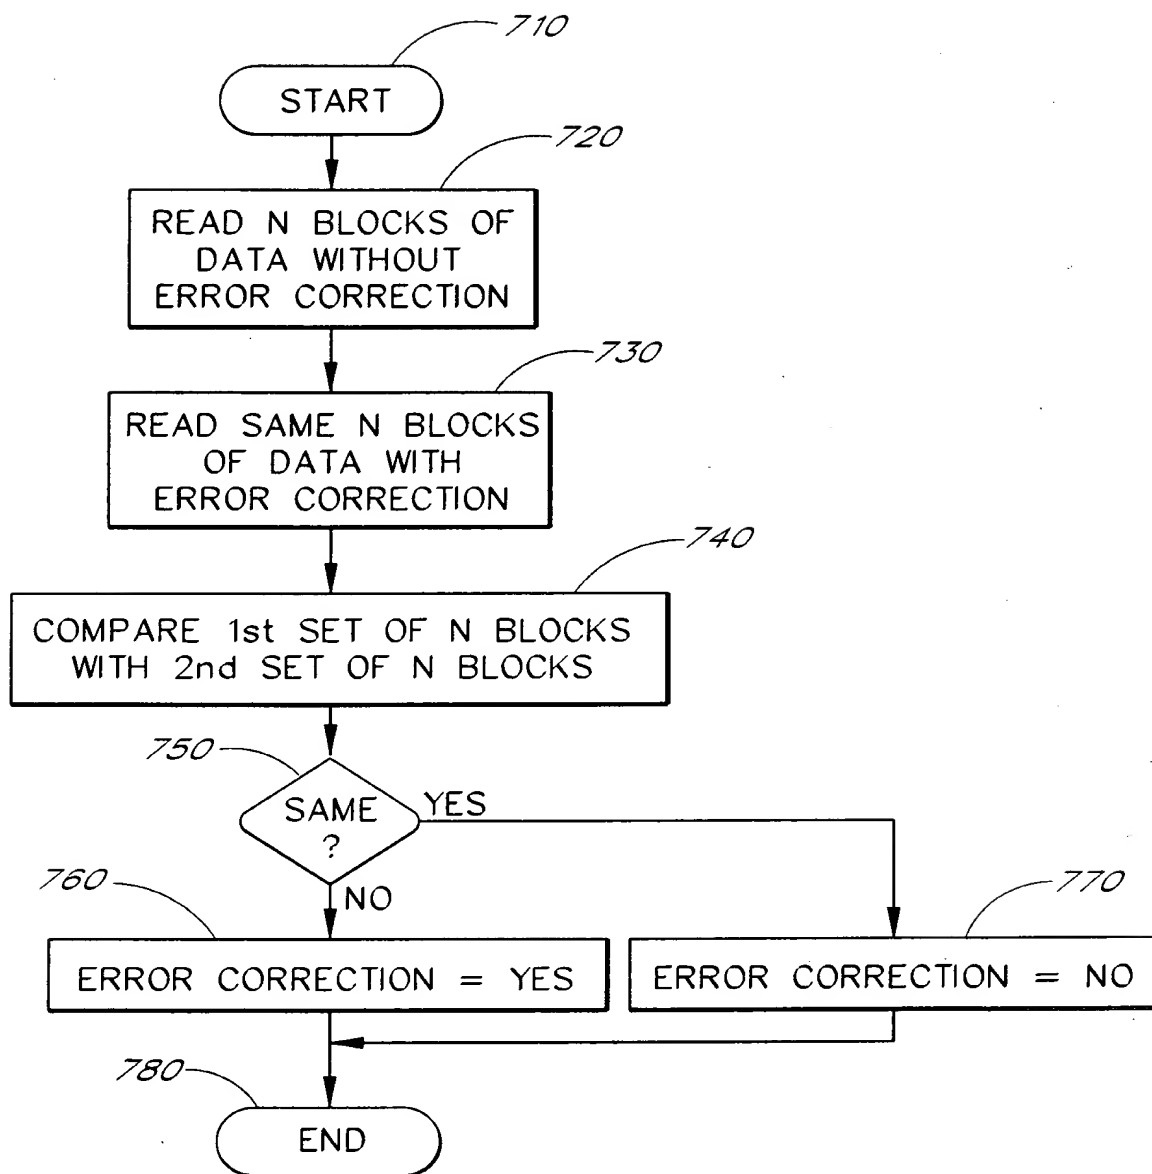 710
START
720
READ N BLOCKS OF
DATA WITHOUT
ERROR CORRECTION
730
READ SAME N BLOCKS
OF DATA WITH
ERROR CORRECTION
740
COMPARE 1st SET OF N BLOCKS
WITH 2nd SET OF N BLOCKS
750
SAME
?
YES
NO
760
770
ERROR CORRECTION = YES
ERROR CORRECTION = NO
780
END